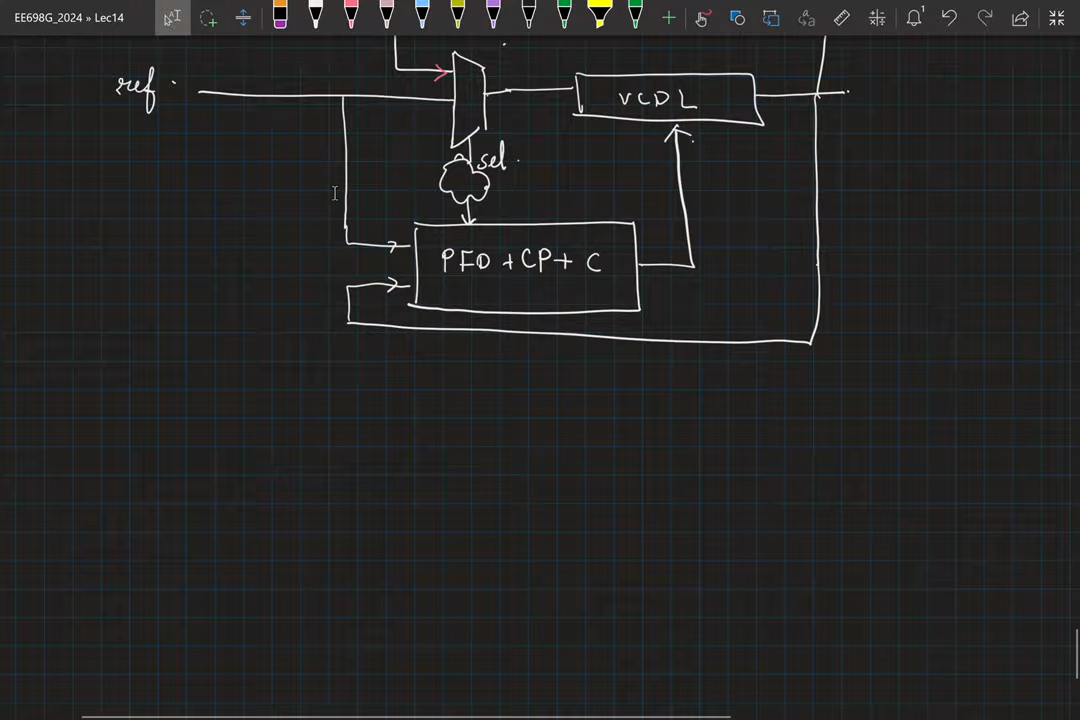 EE698G_2024 » Lec14
ref
VCDL
sel
PFD + CP + C